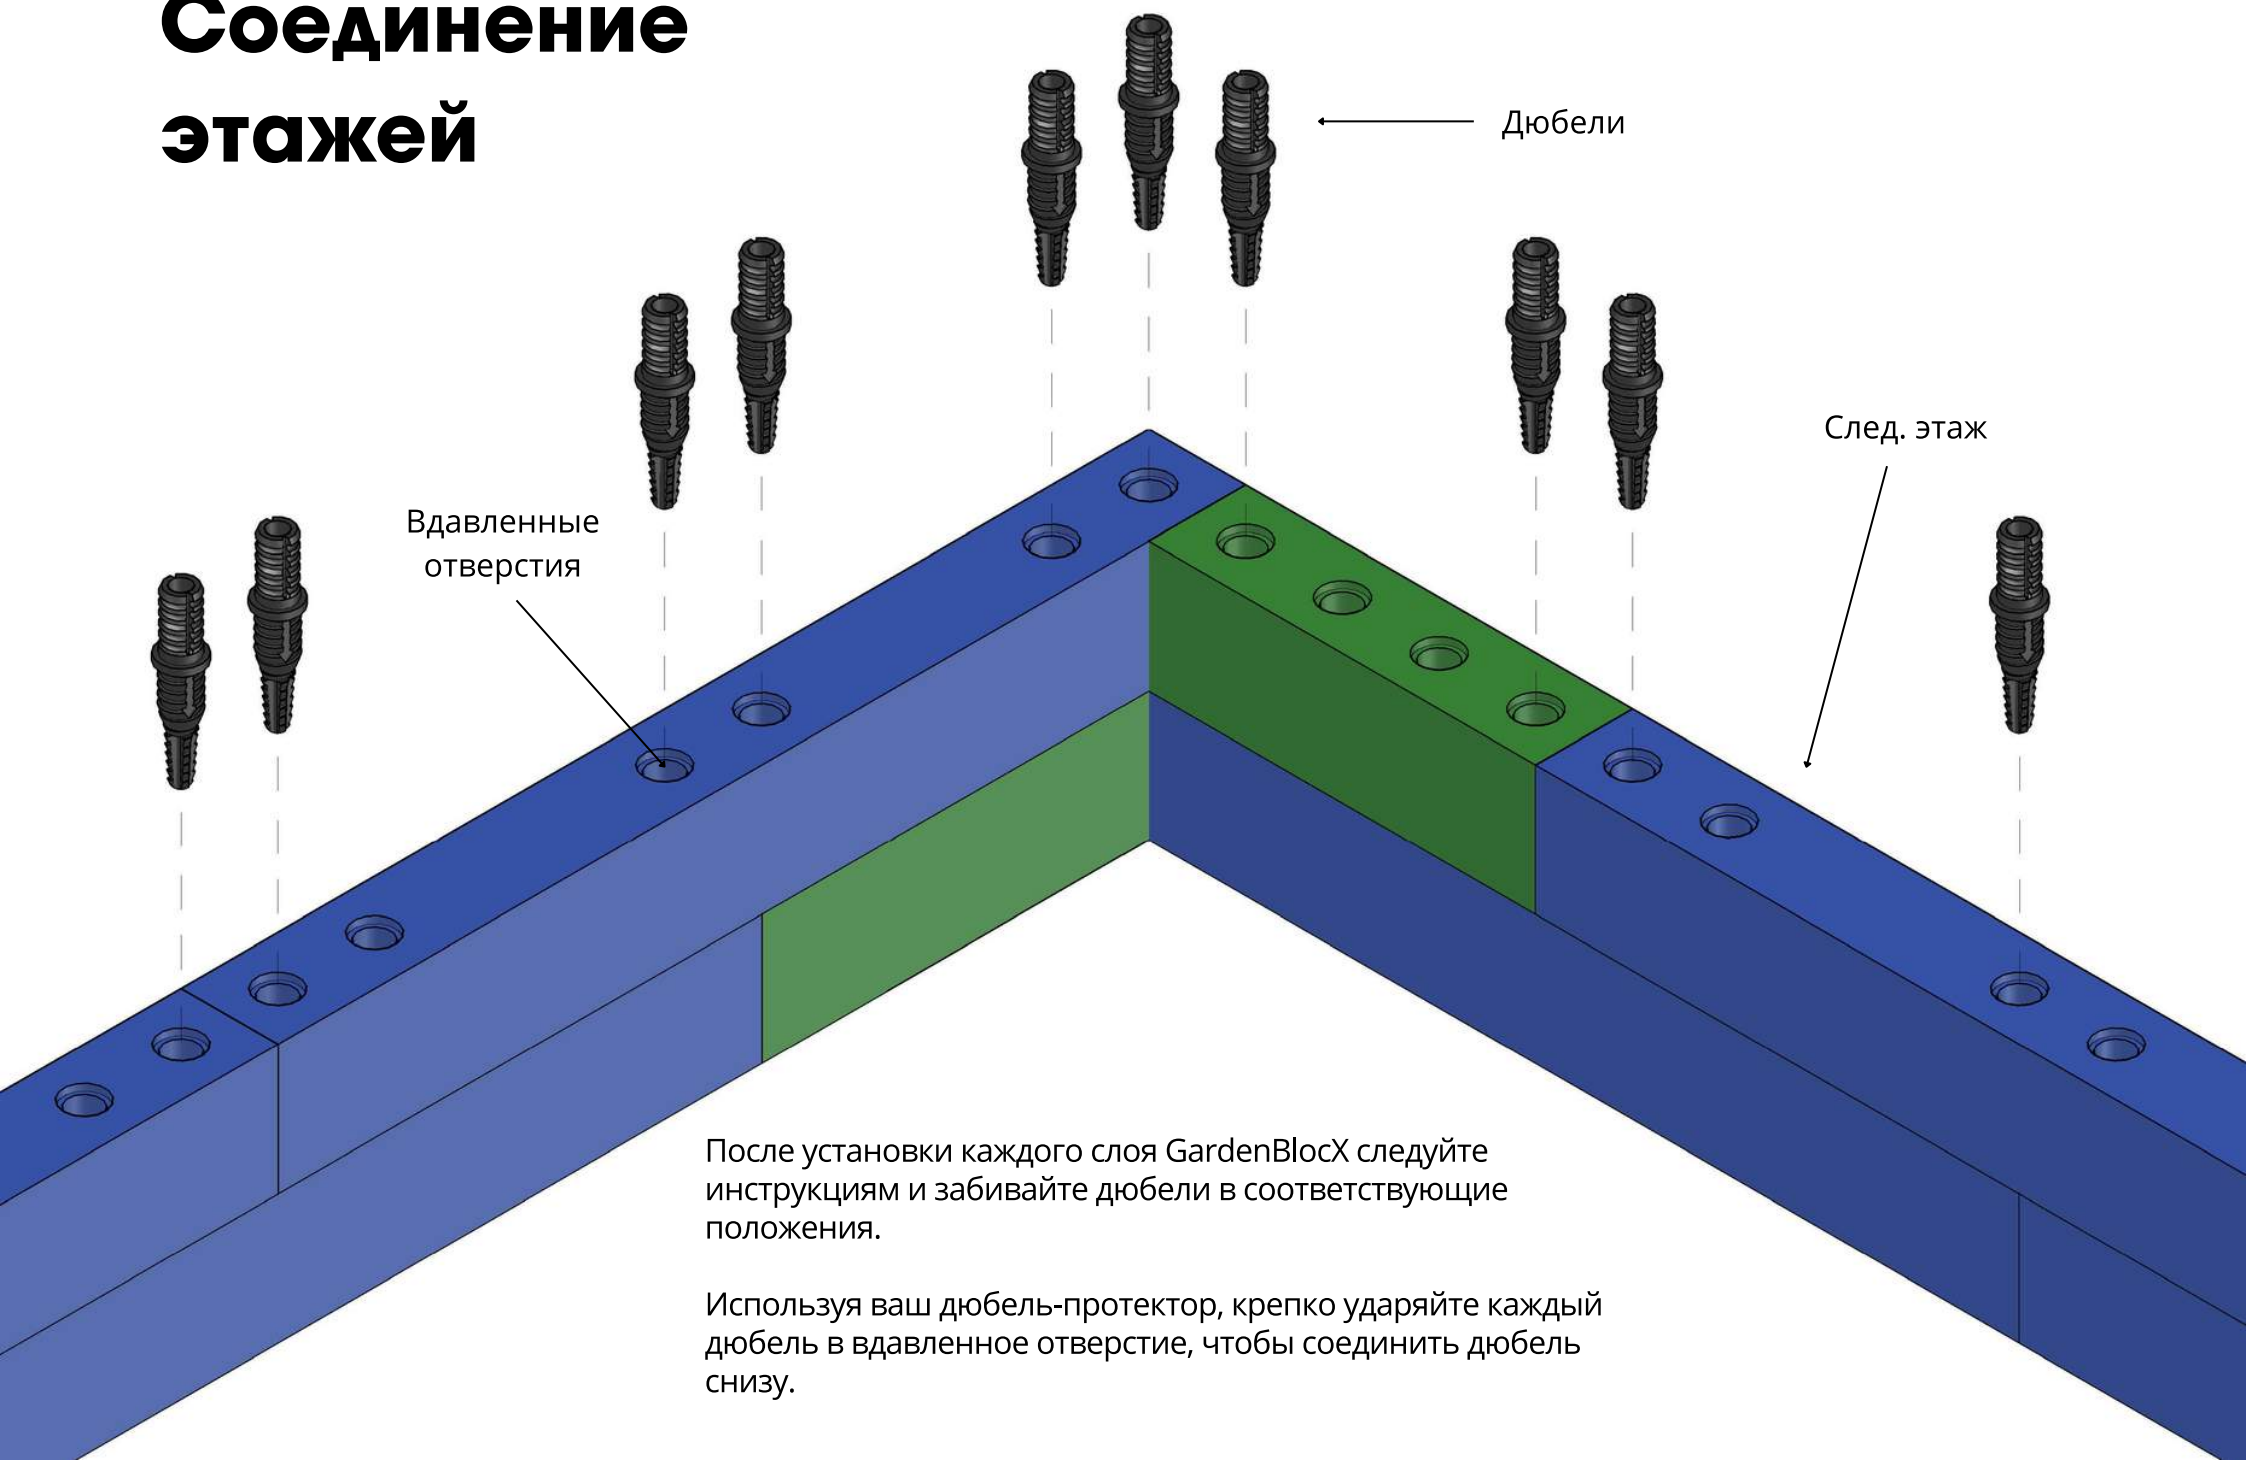 Соединение
этажей
Дюбели
След. этаж
Вдавленные
отверстия
После установки каждого слоя GardenBlocX следуйте
инструкциям и забивайте дюбели в соответствующие
положения.
Используя ваш дюбель-протектор, крепко ударяйте каждый
дюбель в вдавленное отверстие, чтобы соединить дюбель
снизу.